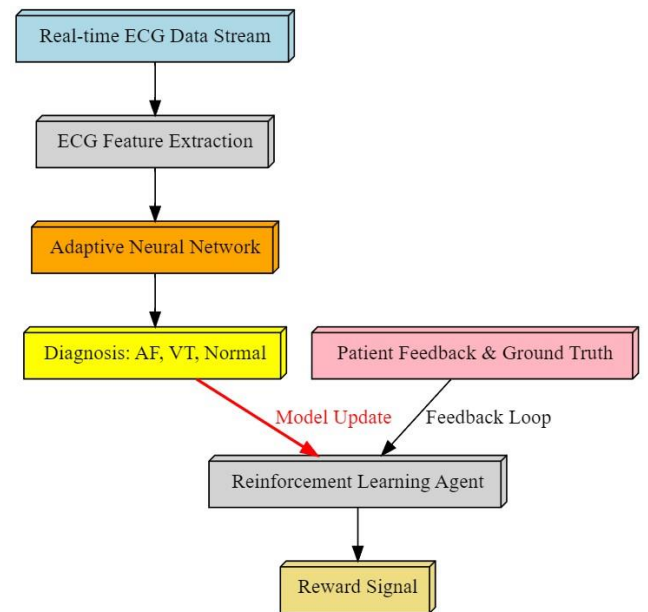 Real-time ECG Data Stream
ECG Feature Extraction
Adaptive Neural Network
Diagnosis: AF, VT, Normal
Patient Feedback & Ground Truth
Model Update
Feedback Loop
Reinforcement Learning Agent
Reward Signal